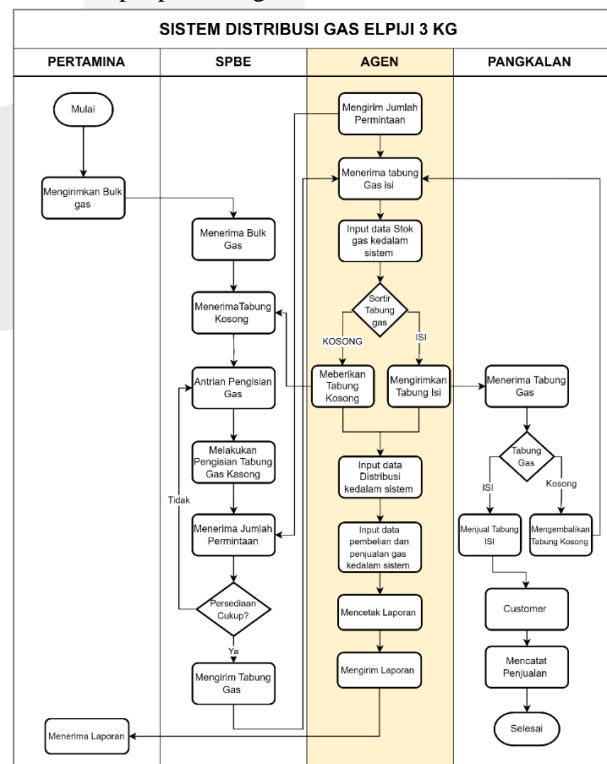 SISTEM DISTRIBUSI GAS ELPIJI 3 KG
PERTAMINA
SPBE
AGEN
PANGKALAN
Mulai
Mengirimkan Bulk
gas
Menerima Bulk
Gas
MenerimaTabung
Kosong
Antrian Pengisian
Gas
Melakukan
Pengisian Tabung
Gas Kasong
Menerima Jumlah
Permintaan
Tidak
Persediaan
Cukup?
Ya
Mengirim Tabung
Gas
Menerima Laporan
Mengirim Jumlah
Permintaan
Menerima tabung
Gas Isi
Input data Stok
gas kedalam
sistem
Sortir
Tabung
gas
KOSONG
ISI
Meberikan
Tabung
Kosong
Mengirimkan
Tabung Isi
Input data
Distribusi
kedalam sistem
Input data
pembelian dan
penjualan gas
kedalam sistem
Mencetak Laporan
Mengirim Laporan
Menerima Tabung
Gas
Tabung
Gas
ISI
Kosong
Menjual Tabung
ISI
Mengembalikan
Tabung Kosong
Customer
Mencatat
Penjualan
Selesai